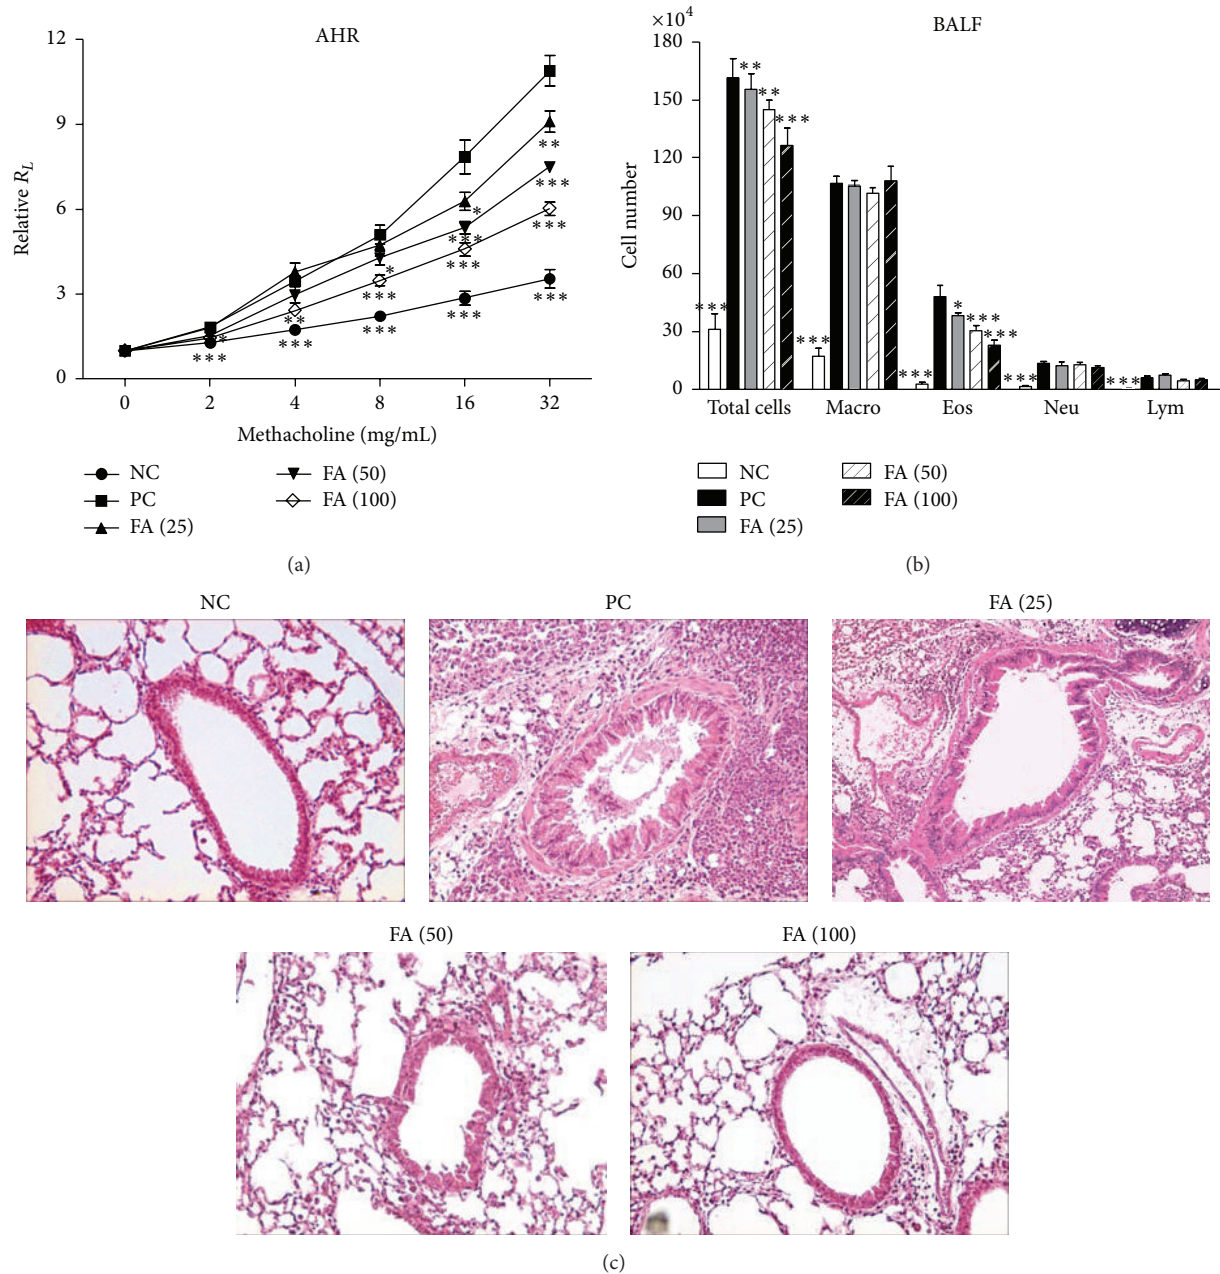 AHR
12
9
6
3
0
Relative R_L
**
***
***
*
***
***
***
*
***
***
**
***
*
***
0 2 4 8 16 32
Methacholine (mg/mL)
NC
PC
FA (25)
FA (50)
FA (100)
(a)
×10⁴
BALF
180
150
120
90
60
30
0
Cell number
*** ** ** ***
***
*** * *** ***
***
***
Total cells Macro Eos Neu Lym
NC
PC
FA (25)
FA (50)
FA (100)
(b)
NC PC FA (25)
FA (50) FA (100)
(c)